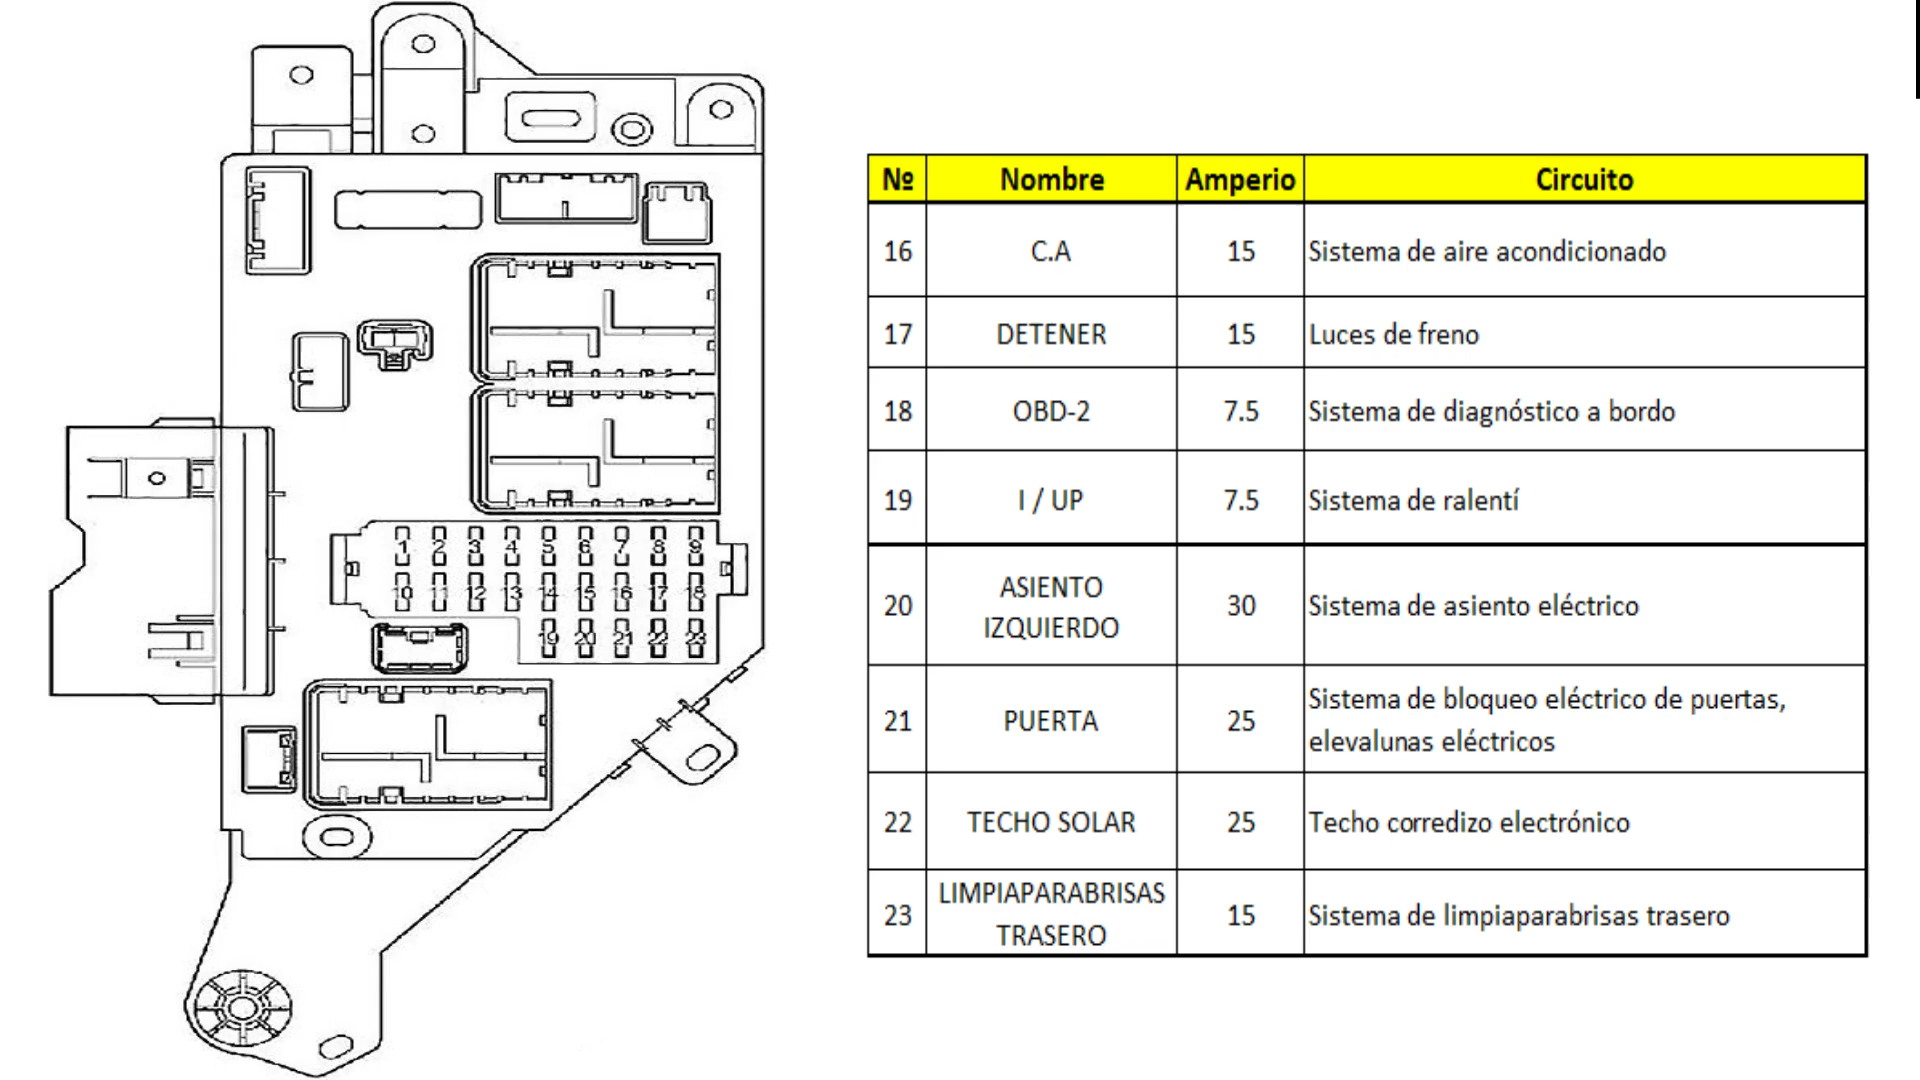 1 2 3 4 5 6 7 8 9
10 11 12 13 14 15 16 17 18
19 20 21 22 23
Nº Nombre Amperio Circuito
16 C.A 15 Sistema de aire acondicionado
17 DETENER 15 Luces de freno
18 OBD-2 7.5 Sistema de diagnóstico a bordo
19 I / UP 7.5 Sistema de ralentí
20 ASIENTO
IZQUIERDO 30 Sistema de asiento eléctrico
21 PUERTA 25 Sistema de bloqueo eléctrico de puertas,
elevalunas eléctricos
22 TECHO SOLAR 25 Techo corredizo electrónico
23 LIMPIAPARABRISAS
TRASERO 15 Sistema de limpiaparabrisas trasero